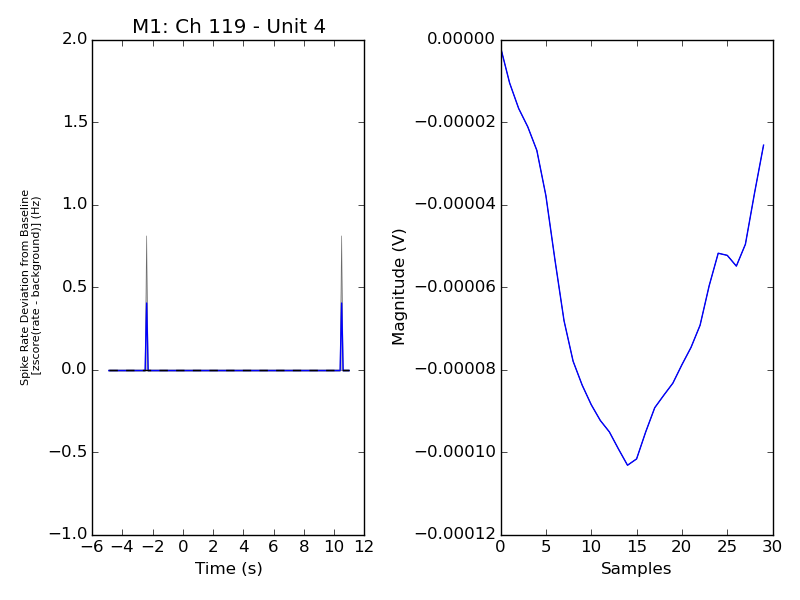 M1: Ch 119 - Unit 4
2.0
1.5
1.0
0.5
0.0
−0.5
−1.0
−6 −4 −2 0 2 4 6 8 10 12
Time (s)
Spike Rate Deviation from Baseline
[zscore(rate - background)] (Hz)
0.00000
−0.00002
−0.00004
−0.00006
−0.00008
−0.00010
−0.00012
0 5 10 15 20 25 30
Samples
Magnitude (V)